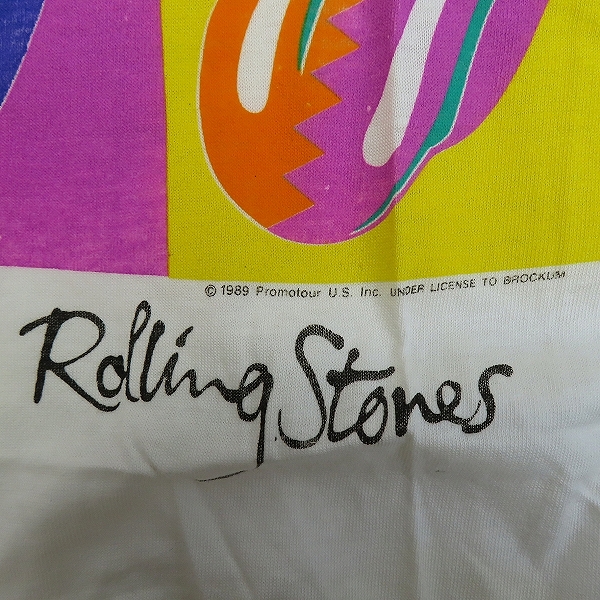 © 1989 Promotour U.S. Inc. UNDER LICENSE TO BROCKUM
Rolling Stones